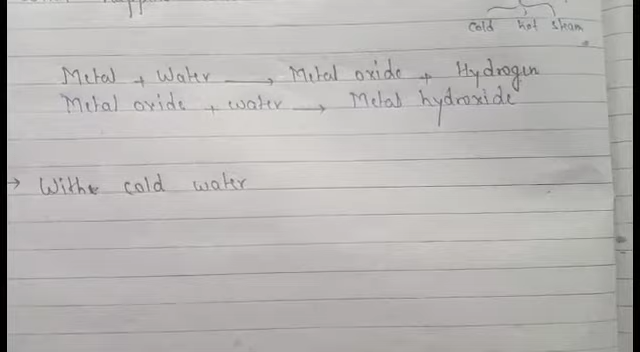 cold hot steam
Metal + Water → Metal oxide + Hydrogen
Metal oxide + water → Metal hydroxide
→ With cold water